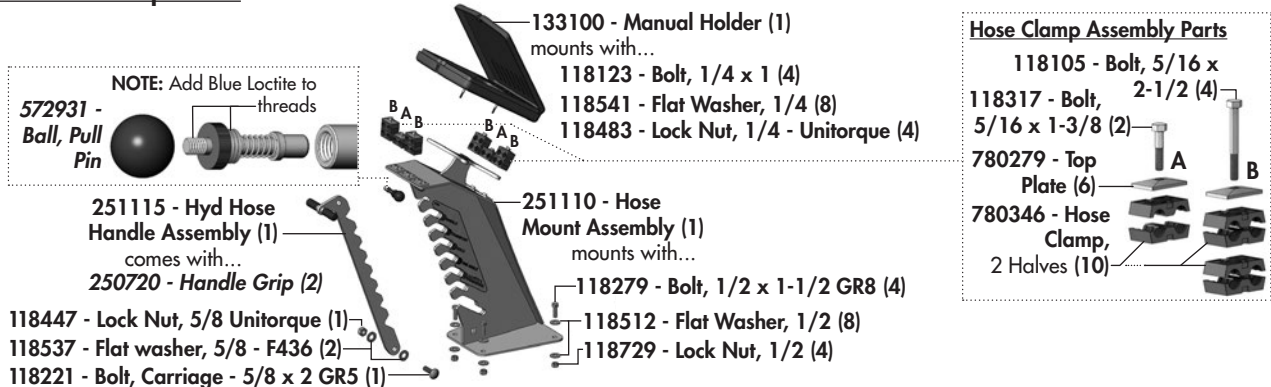 133100 - Manual Holder (1)
mounts with...
118123 - Bolt, 1/4 x 1 (4)
118541 - Flat Washer, 1/4 (8)
118483 - Lock Nut, 1/4 - Unitorque (4)
NOTE: Add Blue Loctite to
threads
572931 -
Ball, Pull
Pin
B
A
B
B
A
B
251115 - Hyd Hose
Handle Assembly (1)
comes with...
250720 - Handle Grip (2)
251110 - Hose
Mount Assembly (1)
mounts with...
118279 - Bolt, 1/2 x 1-1/2 GR8 (4)
118512 - Flat Washer, 1/2 (8)
118729 - Lock Nut, 1/2 (4)
118447 - Lock Nut, 5/8 Unitorque (1)
118537 - Flat washer, 5/8 - F436 (2)
118221 - Bolt, Carriage - 5/8 x 2 GR5 (1)
Hose Clamp Assembly Parts
118105 - Bolt, 5/16 x
2-1/2 (4)
118317 - Bolt,
5/16 x 1-3/8 (2)
A
B
780279 - Top
Plate (6)
780346 - Hose
Clamp,
2 Halves (10)